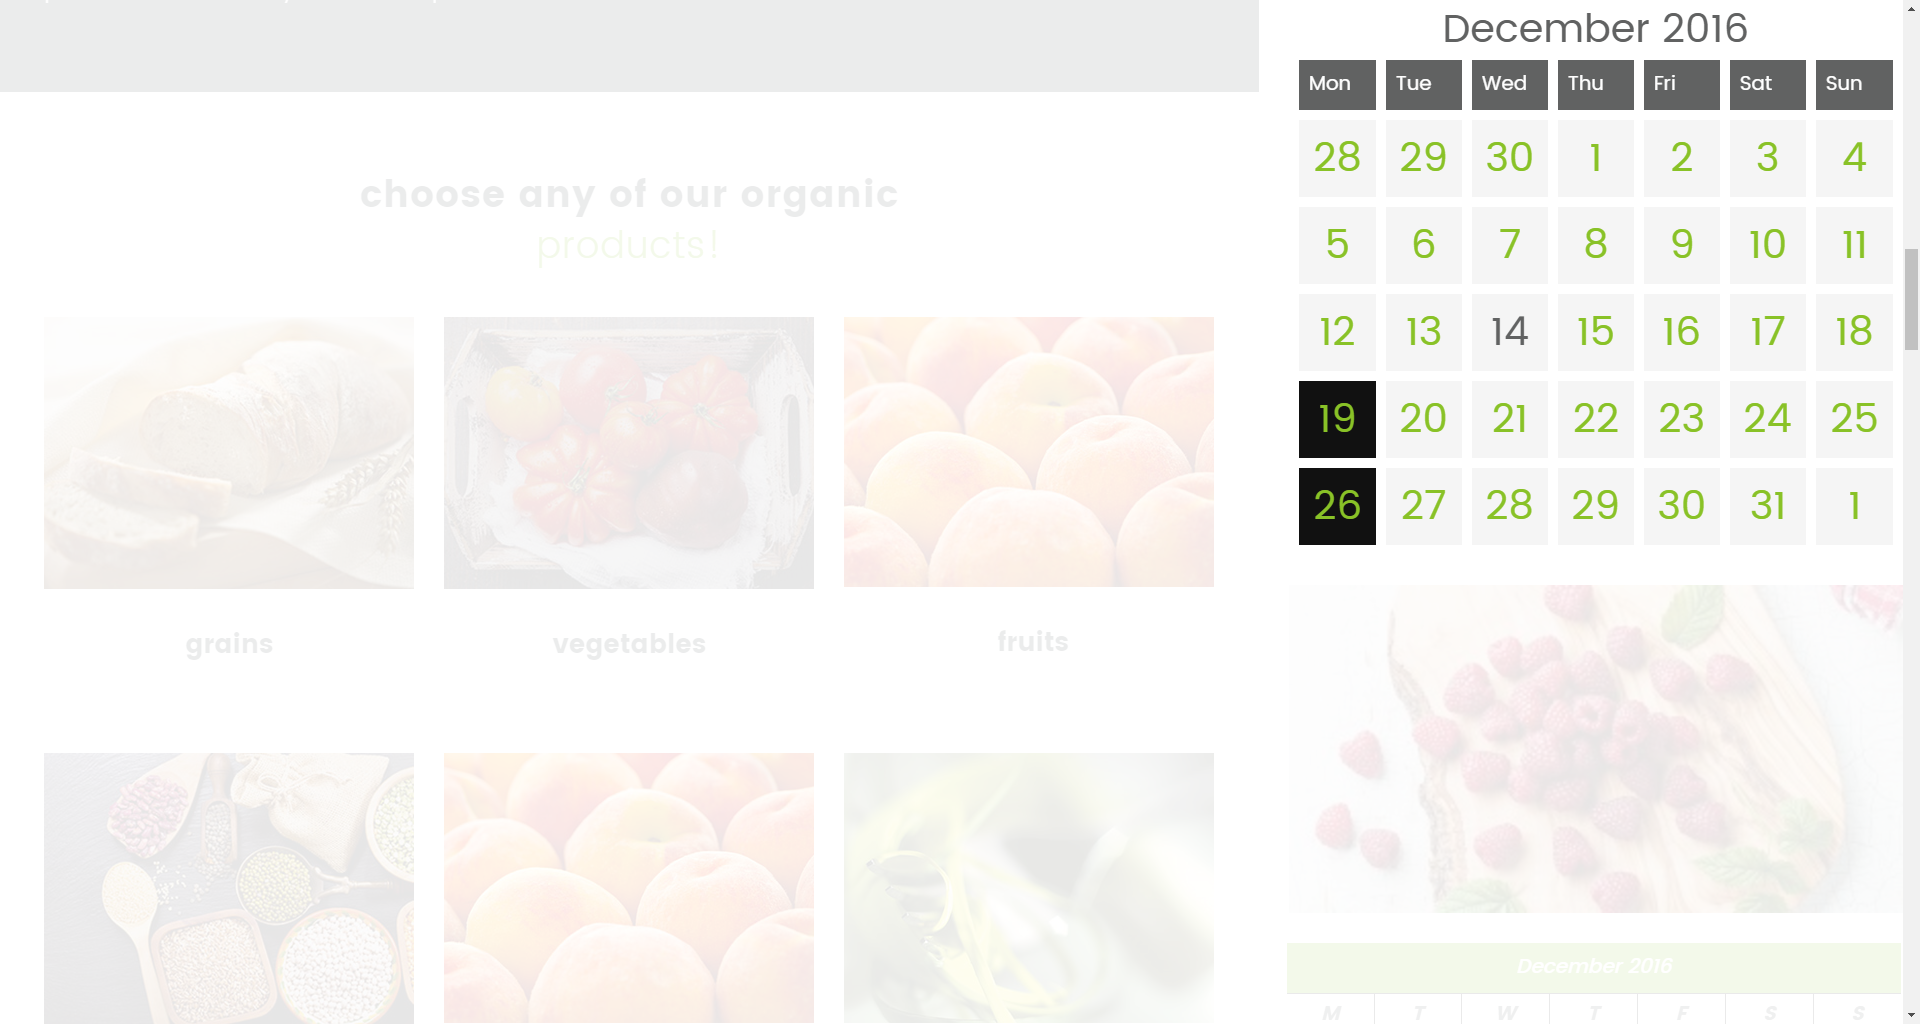 choose any of our organic
products!
grains
vegetables
fruits
December 2016
Mon Tue Wed Thu Fri Sat Sun
28 29 30 1 2 3 4
5 6 7 8 9 10 11
12 13 14 15 16 17 18
19 20 21 22 23 24 25
26 27 28 29 30 31 1
December 2016
M T W T F S S